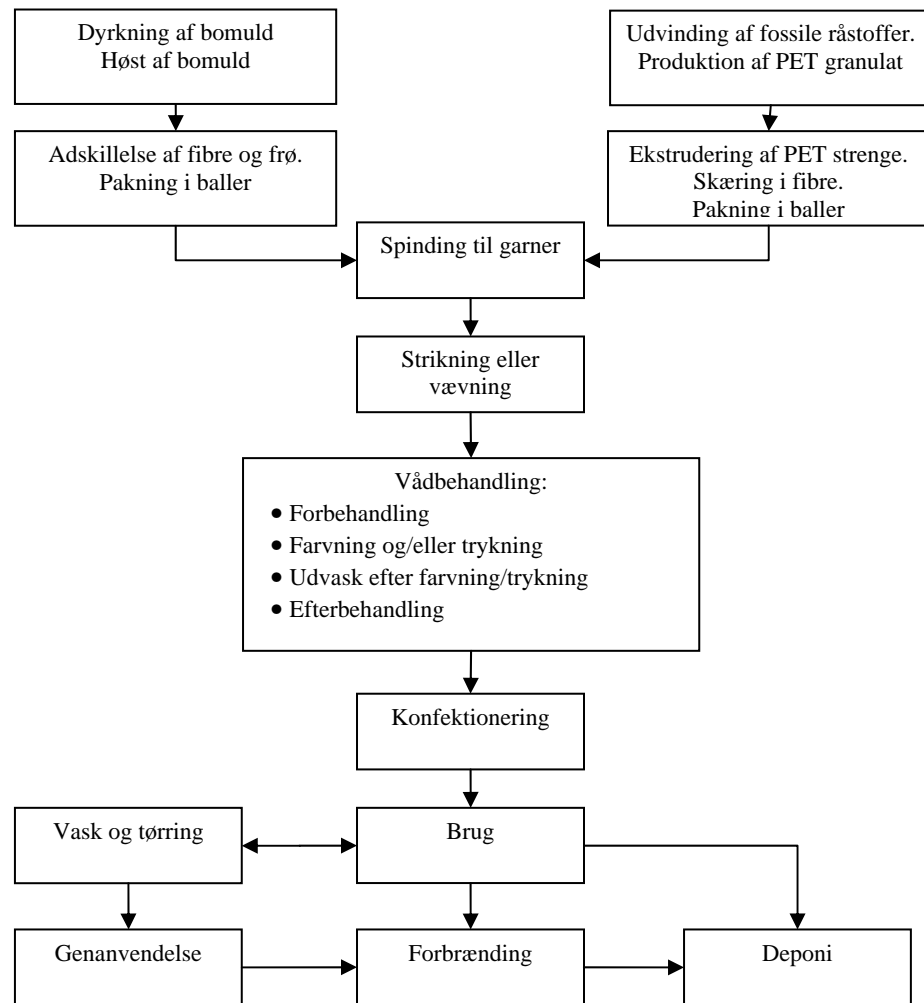 Dyrkning af bomuld
Høst af bomuld
Udvinding af fossile råstoffer.
Produktion af PET granulat
Adskillelse af fibre og frø.
Pakning i baller
Ekstrudering af PET strenge.
Skæring i fibre.
Pakning i baller
Spinding til garner
Strikning eller
vævning
Vådbehandling:
• Forbehandling
• Farvning og/eller trykning
• Udvask efter farvning/trykning
• Efterbehandling
Konfektionering
Vask og tørring
Brug
Genanvendelse
Forbrænding
Deponi